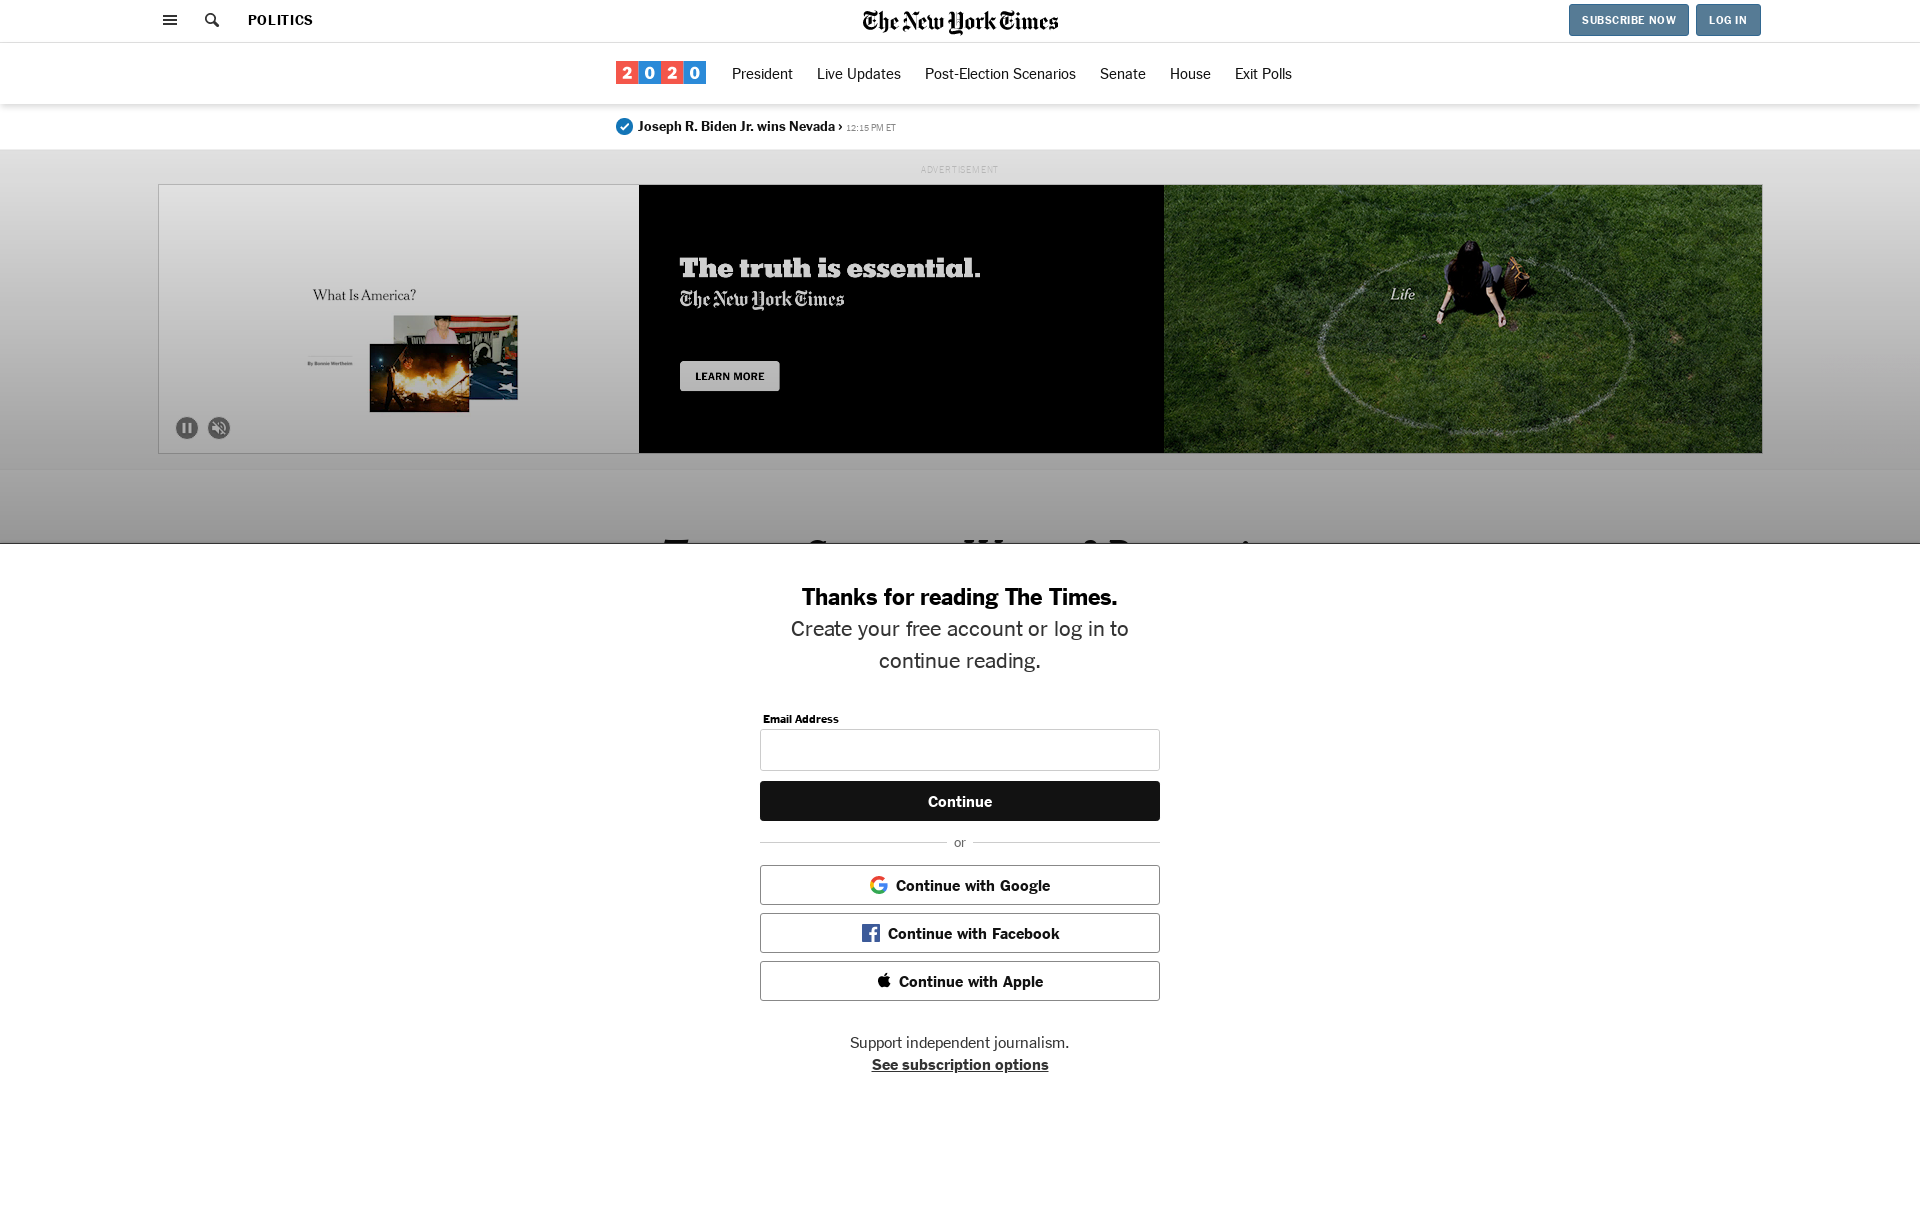 POLITICS
The New York Times
SUBSCRIBE NOW
LOG IN
2020
President
Live Updates
Post-Election Scenarios
Senate
House
Exit Polls
Joseph R. Biden Jr. wins Nevada › 12:15 PM ET
ADVERTISEMENT
What Is America?
By Bonnie Wertheim
The truth is essential.
The New York Times
LEARN MORE
Life
Thanks for reading The Times.
Create your free account or log in to
continue reading.
Email Address
Continue
or
Continue with Google
Continue with Facebook
Continue with Apple
Support independent journalism.
See subscription options